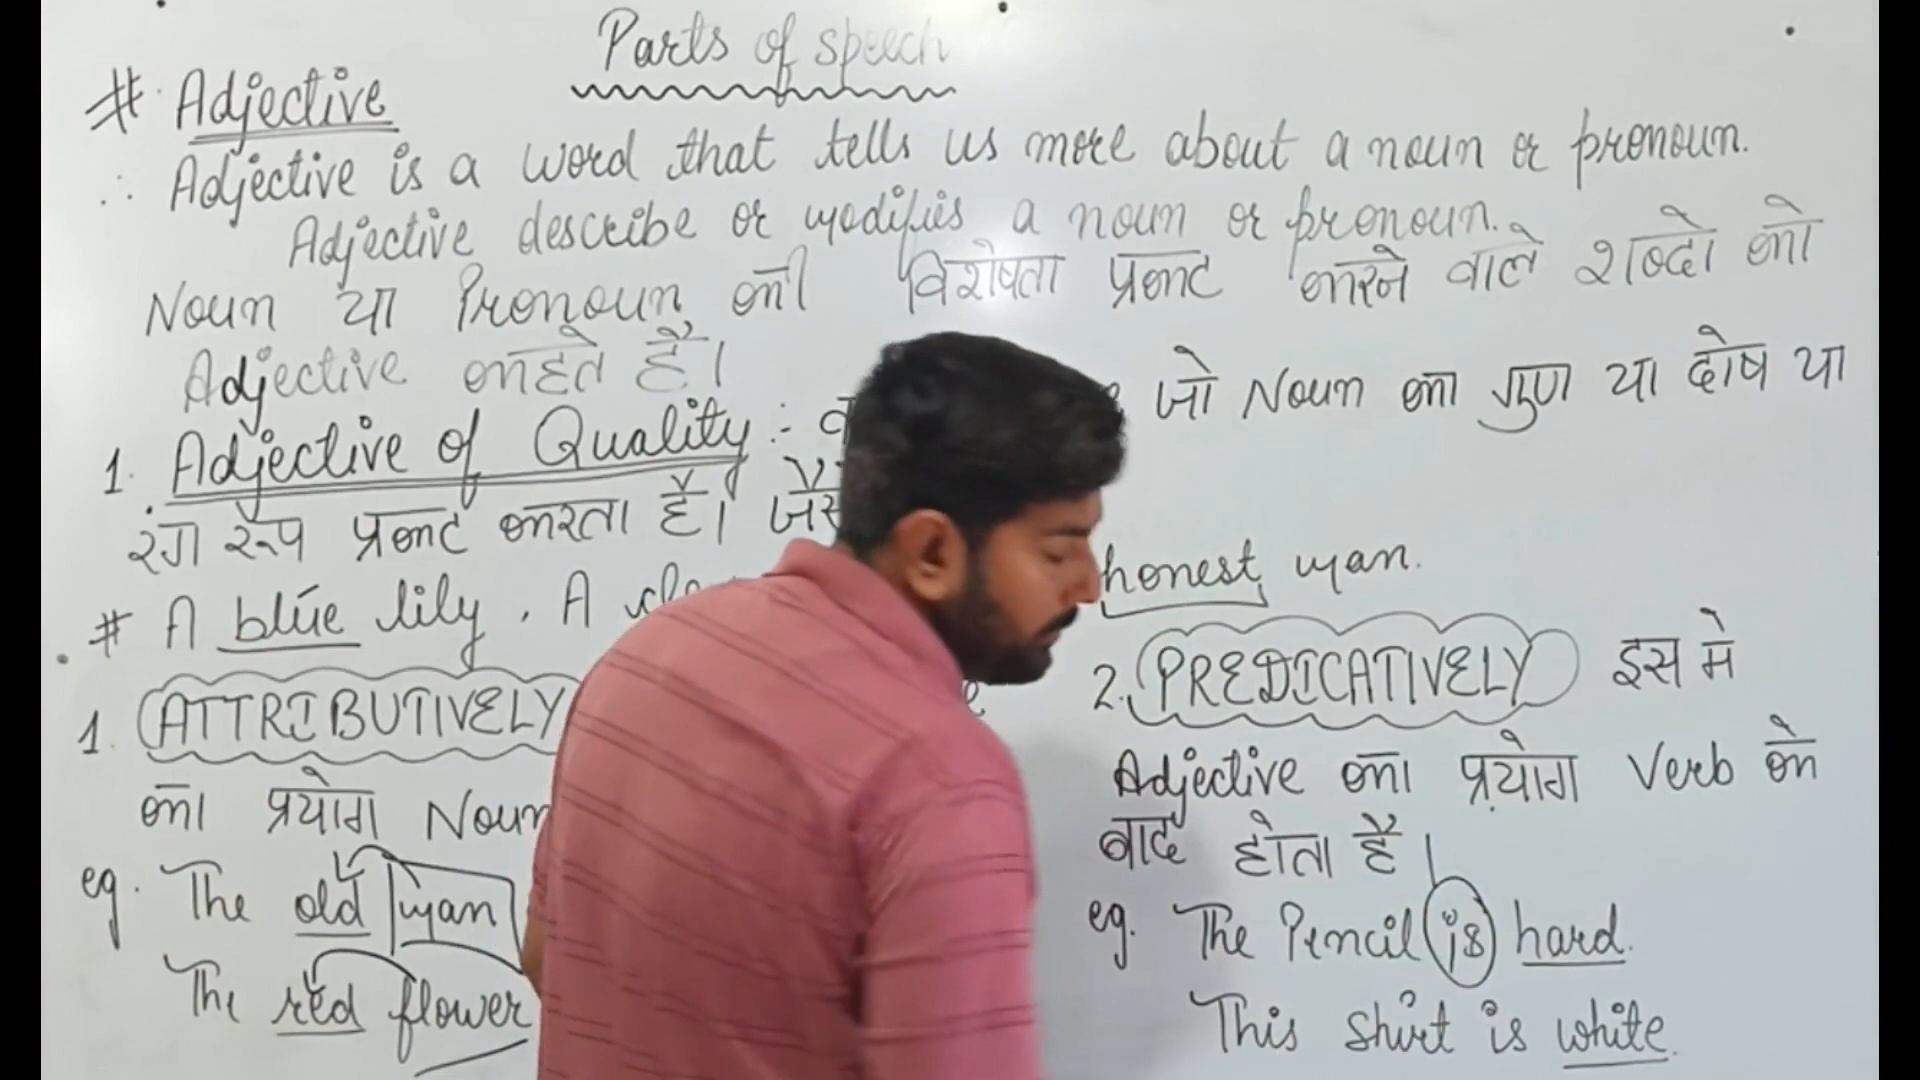 Parts of speech
# Adjective
∴ Adjective is a word that tells us more about a noun or pronoun.
Adjective describe or modifies a noun or pronoun.
Noun या Pronoun की विशेषता प्रकट करने वाले शब्दो को
Adjective कहते है।
1. Adjective of Quality :- जो Noun का गुण या दोष या
रंग रूप प्रकट करता है।
# A blue lily, A honest man.
1. ATTRIBUTIVELY
का प्रयोग Noun
eg. The old man
The red flower
2. PREDICATIVELY इस मे
Adjective का प्रयोग Verb के
बाद होता है।
eg. The Pencil is hard.
This shirt is white.